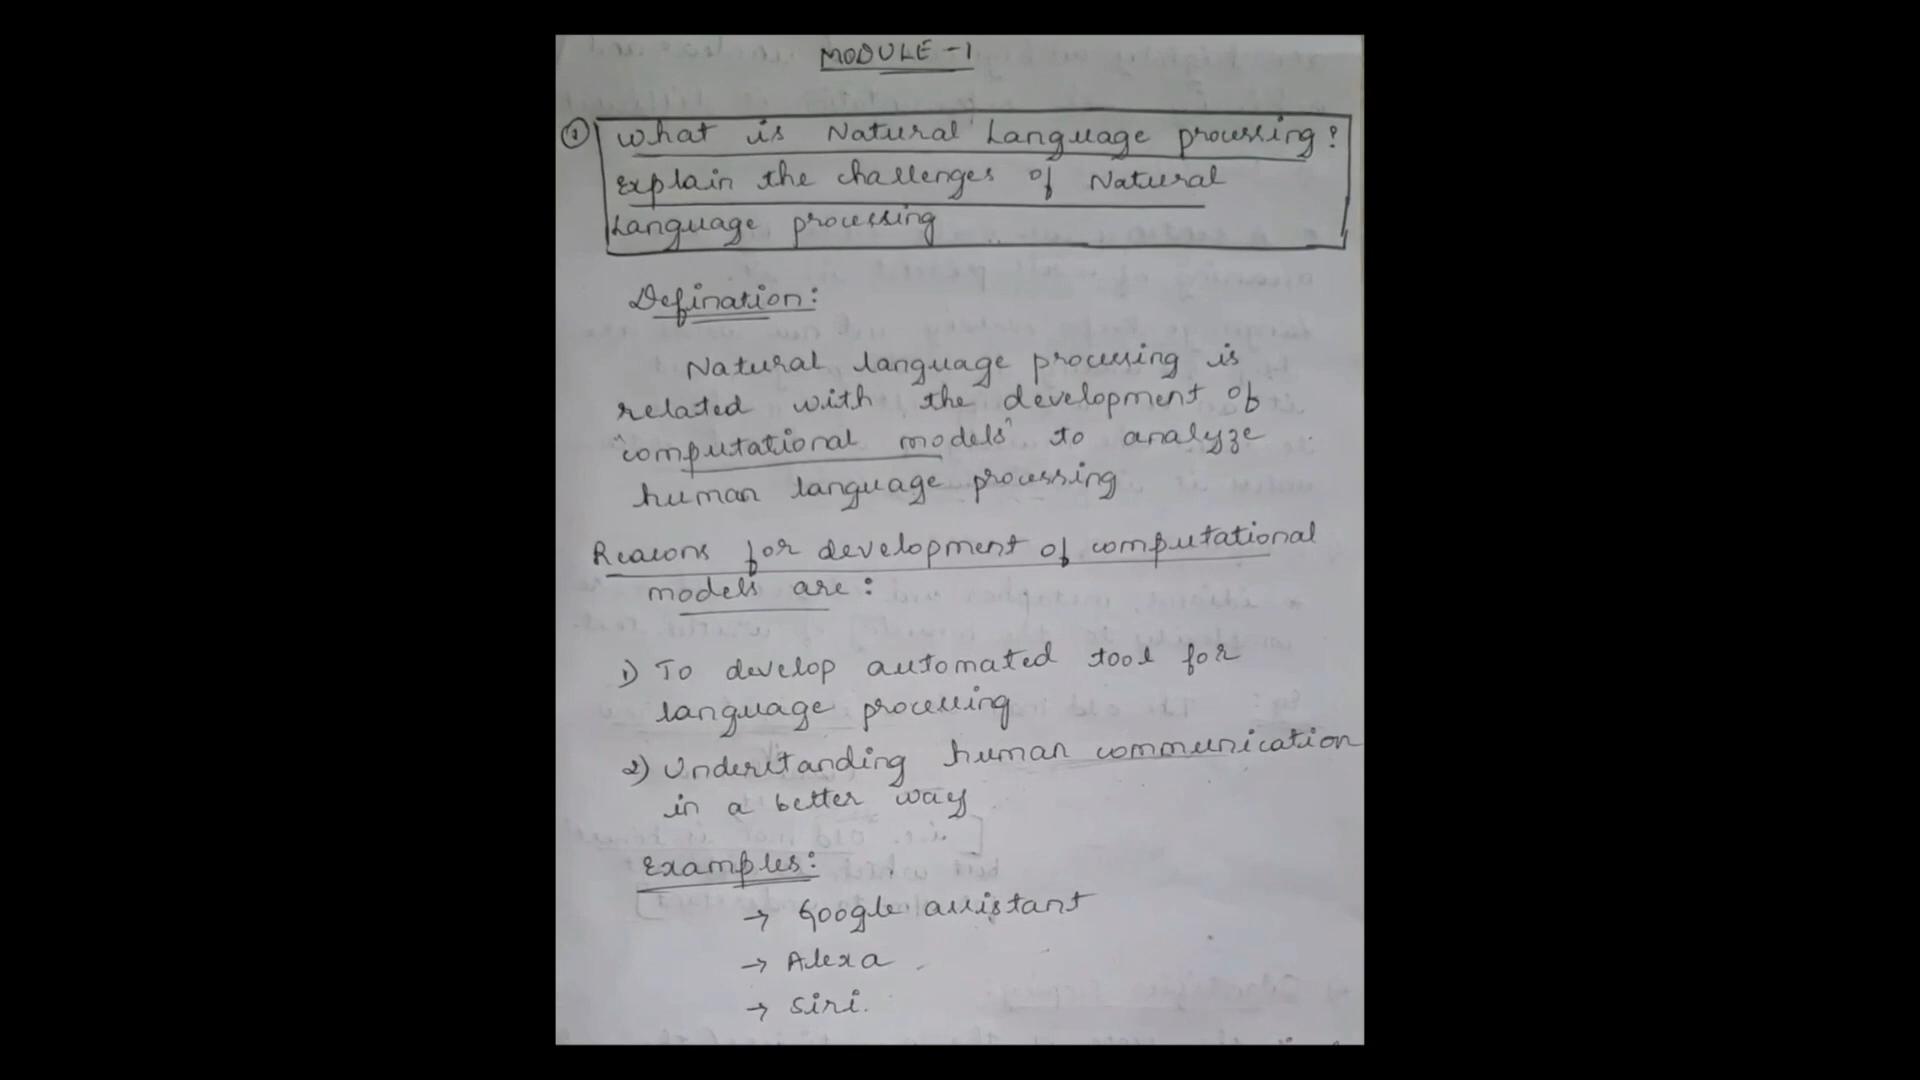 MODULE-1
① What is Natural Language processing?
Explain the challenges of Natural
Language processing
Defination:
Natural language processing is
related with the development of
"computational models" to analyze
human language processing
Reasons for development of computational
models are:
1) To develop automated tool for
language processing
2) Understanding human communication
in a better way
Examples:
→ Google assistant
→ Alexa
→ Siri.